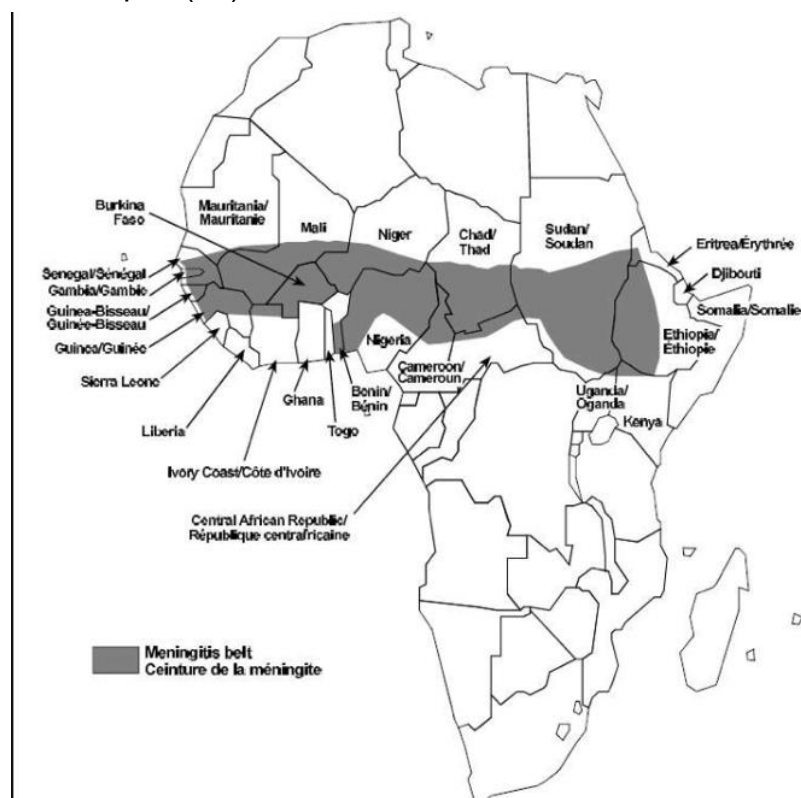 Burkina
Faso
Mauritania/
Mauritanie
Mali
Niger
Chad/
Thad
Sudan/
Soudan
Eritrea/Érythrée
Djibouti
Somalia/Somalie
Ethiopia/
Éthiopie
Senegal/Sénégal
Gambia/Gambie
Guinea-Bissau/
Guinée-Bissau
Guinea/Guinée
Sierra Leone
Liberia
Ivory Coast/Côte d'Ivoire
Ghana
Togo
Benin/
Bénin
Nigeria
Cameroon/
Cameroun
Central African Republic/
République centrafricaine
Uganda/
Oganda
Kenya
Meningitis belt
Ceinture de la méningite